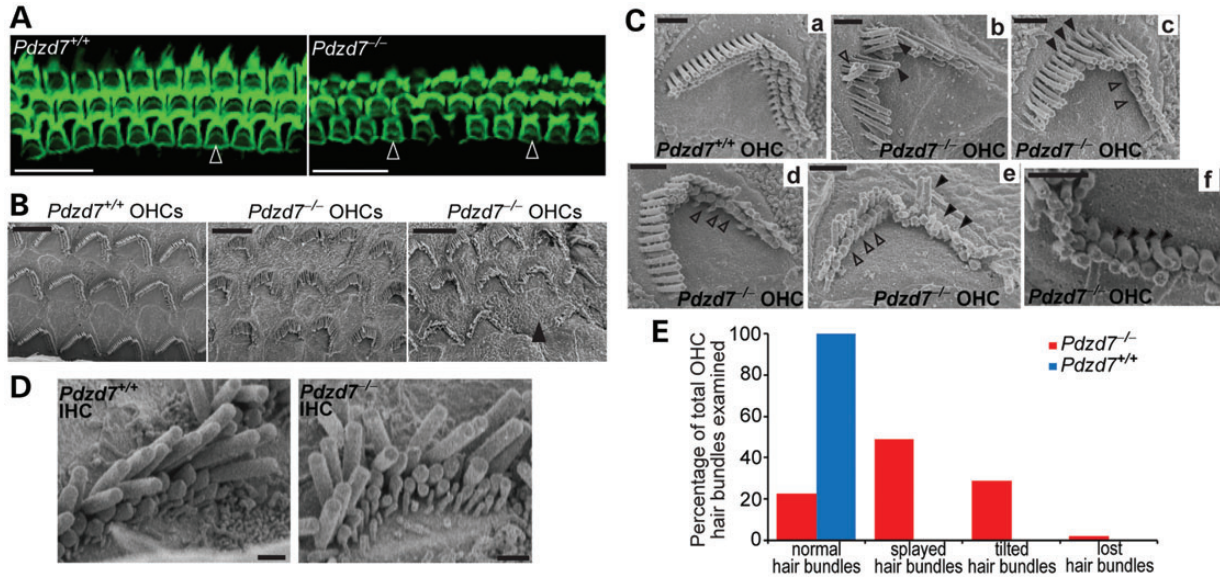 A
Pdzd7+/+
Pdzd7−/−
B
Pdzd7+/+ OHCs
Pdzd7−/− OHCs
Pdzd7−/− OHCs
C
a
Pdzd7+/+ OHC
b
Pdzd7−/− OHC
c
Pdzd7−/− OHC
d
Pdzd7−/− OHC
e
Pdzd7−/− OHC
f
Pdzd7−/− OHC
D
Pdzd7+/+
IHC
Pdzd7−/−
IHC
E
Percentage of total OHC
hair bundles examined
100
80
60
40
20
0
Pdzd7−/−
Pdzd7+/+
normal
hair bundles
splayed
hair bundles
tilted
hair bundles
lost
hair bundles